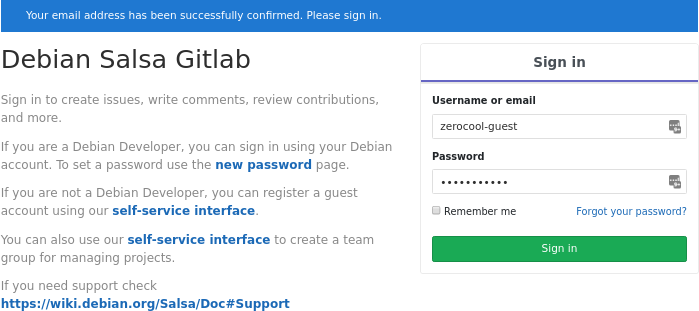 Your email address has been successfully confirmed. Please sign in.
Debian Salsa Gitlab
Sign in to create issues, write comments, review contributions,
and more.
If you are a Debian Developer, you can sign in using your Debian
account. To set a password use the new password page.
If you are not a Debian Developer, you can register a guest
account using our self-service interface.
You can also use our self-service interface to create a team
group for managing projects.
If you need support check
https://wiki.debian.org/Salsa/Doc#Support
Sign in
Username or email
zerocool-guest
Password
•••••••••••
Remember me Forgot your password?
Sign in